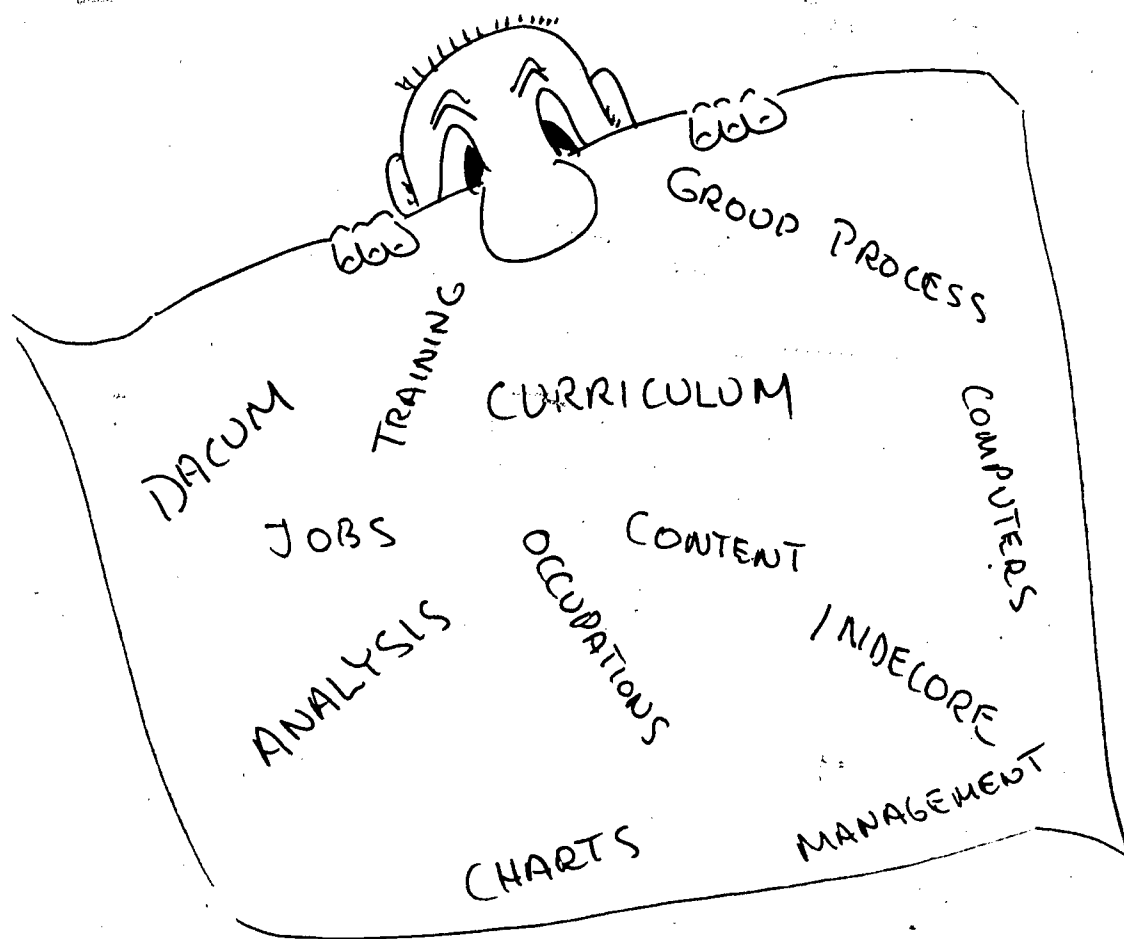 GROUP PROCESS
TRAINING
CURRICULUM
DACUM
COMPUTERS
JOBS
CONTENT
OCCUPATIONS
ANALYSIS
INDECORE
MANAGEMENT
CHARTS